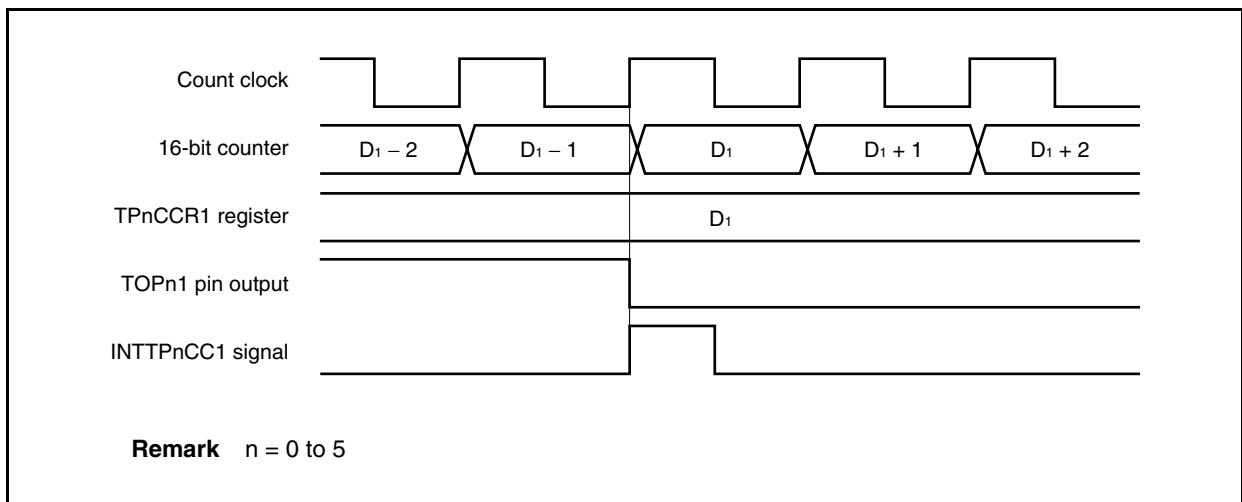 Count clock
16-bit counter
D₁ – 2 D₁ – 1 D₁ D₁ + 1 D₁ + 2
TPnCCR1 register
D₁
TOPn1 pin output
INTTPnCC1 signal
Remark n = 0 to 5